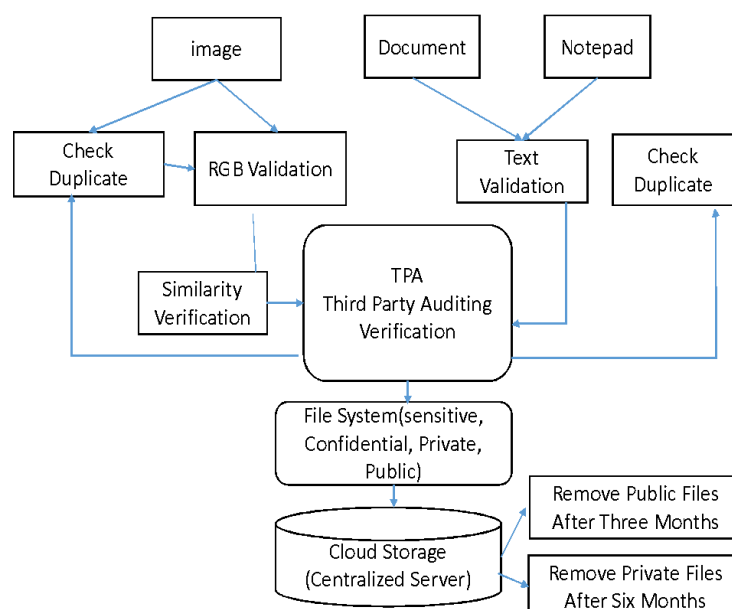 image
Document
Notepad
Check
Duplicate
RGB Validation
Text
Validation
Check
Duplicate
TPA
Third Party Auditing
Verification
Similarity
Verification
File System(sensitive,
Confidential, Private,
Public)
Remove Public Files
After Three Months
Cloud Storage
(Centralized Server)
Remove Private Files
After Six Months